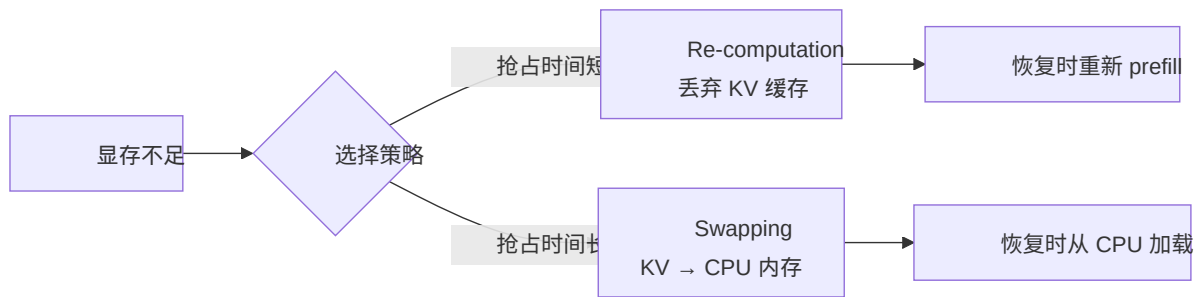 显存不足
选择策略
抢占时间短
Re-computation
丢弃 KV 缓存
恢复时重新 prefill
抢占时间长
Swapping
KV → CPU 内存
恢复时从 CPU 加载